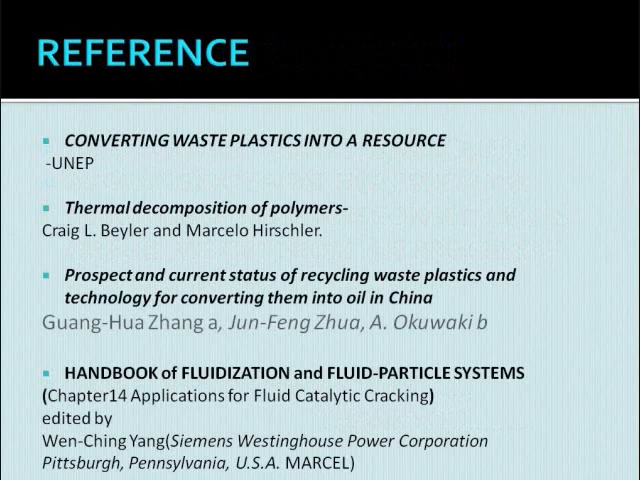 REFERENCE
CONVERTING WASTE PLASTICS INTO A RESOURCE
-UNEP
Thermal decomposition of polymers-
Craig L. Beyler and Marcelo Hirschler.
Prospect and current status of recycling waste plastics and
technology for converting them into oil in China
Guang-Hua Zhang a, Jun-Feng Zhua, A. Okuwaki b
HANDBOOK of FLUIDIZATION and FLUID-PARTICLE SYSTEMS
(Chapter14 Applications for Fluid Catalytic Cracking)
edited by
Wen-Ching Yang(Siemens Westinghouse Power Corporation
Pittsburgh, Pennsylvania, U.S.A. MARCEL)